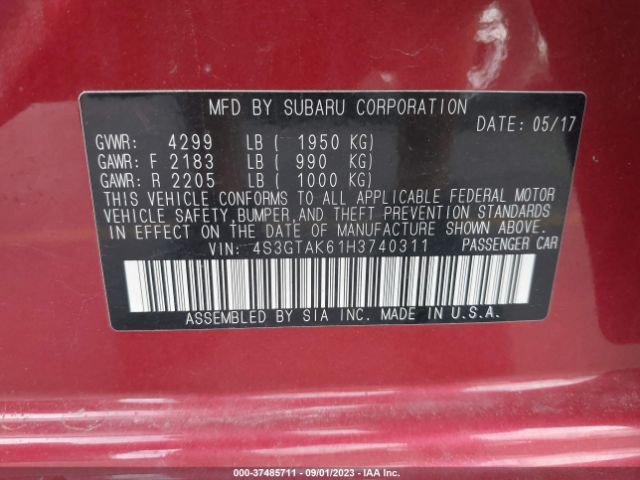 MFD BY SUBARU CORPORATION
DATE: 05/17
GVWR: 4299 LB ( 1950 KG)
GAWR: F 2183 LB ( 990 KG)
GAWR: R 2205 LB ( 1000 KG)
THIS VEHICLE CONFORMS TO ALL APPLICABLE FEDERAL MOTOR
VEHICLE SAFETY,BUMPER,AND THEFT PREVENTION STANDARDS
IN EFFECT ON THE DATE OF MANUFACTURE SHOWN ABOVE.
VIN: 4S3GTAK61H3740311 PASSENGER CAR
ASSEMBLED BY SIA INC. MADE IN U.S.A.
000-37485711 - 09/01/2023 - IAA Inc.